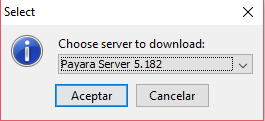 Select
Choose server to download:
Payara Server 5.182
Aceptar
Cancelar